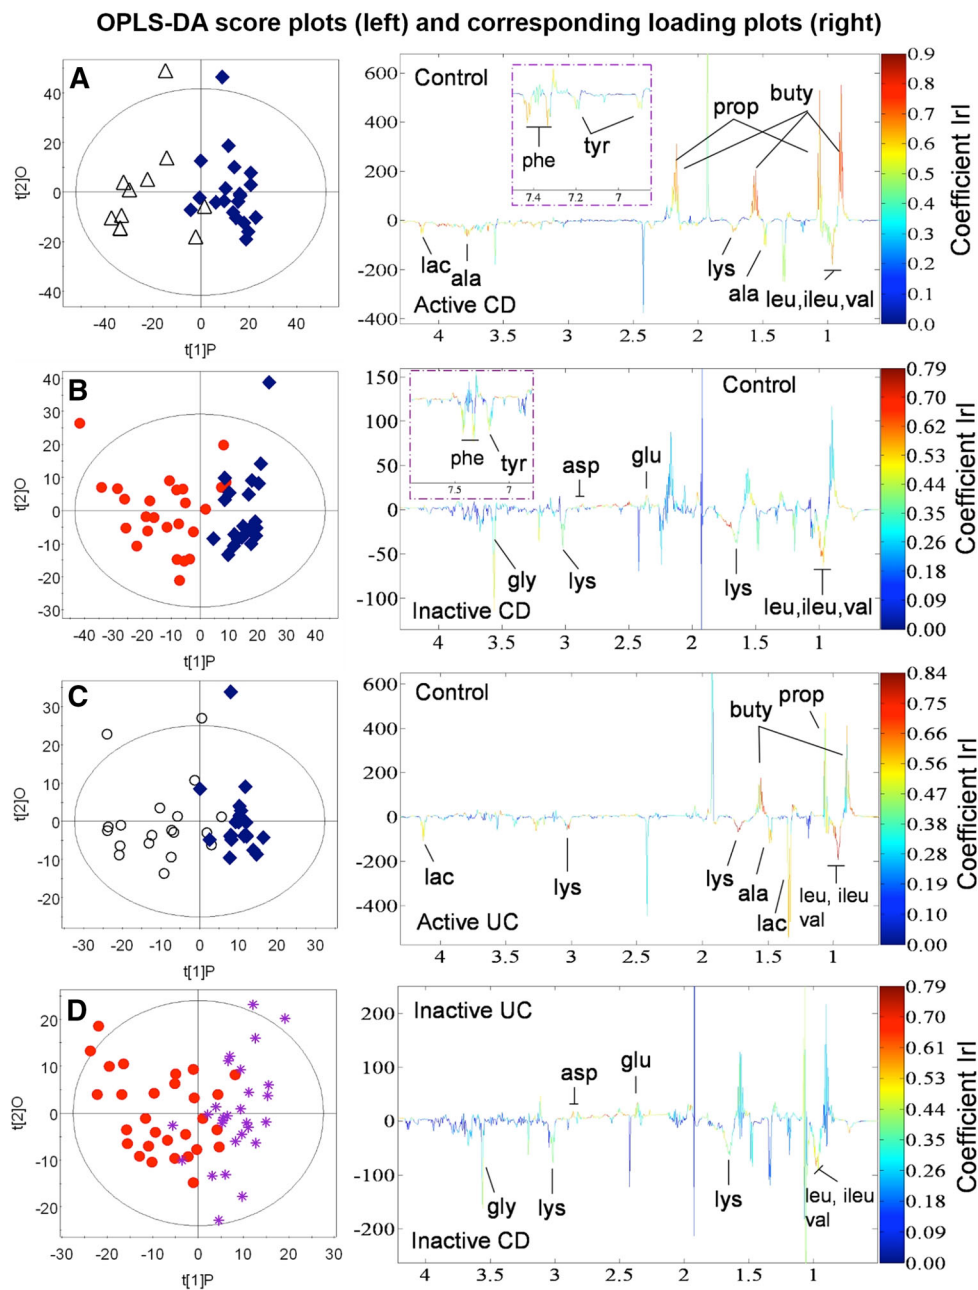 OPLS-DA score plots (left) and corresponding loading plots (right)
A
t[2]O
40
20
0
-20
-40
-40 -20 0 20 40
t[1]P
Control
600
400
200
0
-200
-400
phe
tyr
7.4 7.2 7
prop
buty
lac
ala
lys
ala
leu,ileu,val
Active CD
4 3.5 3 2.5 2 1.5 1
0.9
0.8
0.7
0.6
0.5
0.4
0.3
0.2
0.1
0.0
Coefficient IrI
B
t[2]O
40
30
20
10
0
-10
-20
-30
-40 -30 -20 -10 0 10 20 30 40
t[1]P
Control
150
100
50
0
-50
-100
phe
tyr
7.5 7
asp
glu
gly
lys
lys
leu,ileu,val
Inactive CD
4 3.5 3 2.5 2 1.5 1
0.79
0.70
0.61
0.52
0.44
0.35
0.26
0.18
0.09
0.00
Coefficient IrI
C
t[2]O
30
20
10
0
-10
-20
-30 -20 -10 0 10 20 30
t[1]P
Control
600
400
200
0
-200
-400
prop
buty
lac
lys
lys
ala
lac
leu, ileu
val
Active UC
4 3.5 3 2.5 2 1.5 1
0.84
0.75
0.66
0.57
0.48
0.38
0.29
0.19
0.10
0.00
Coefficient IrI
D
t[2]O
20
10
0
-10
-20
-30 -20 -10 0 10 20 30
t[1]P
Inactive UC
200
100
0
-100
-200
asp
glu
gly
lys
lys
leu, ileu
val
Inactive CD
4 3.5 3 2.5 2 1.5 1
0.79
0.70
0.61
0.53
0.44
0.35
0.26
0.18
0.09
0.00
Coefficient IrI